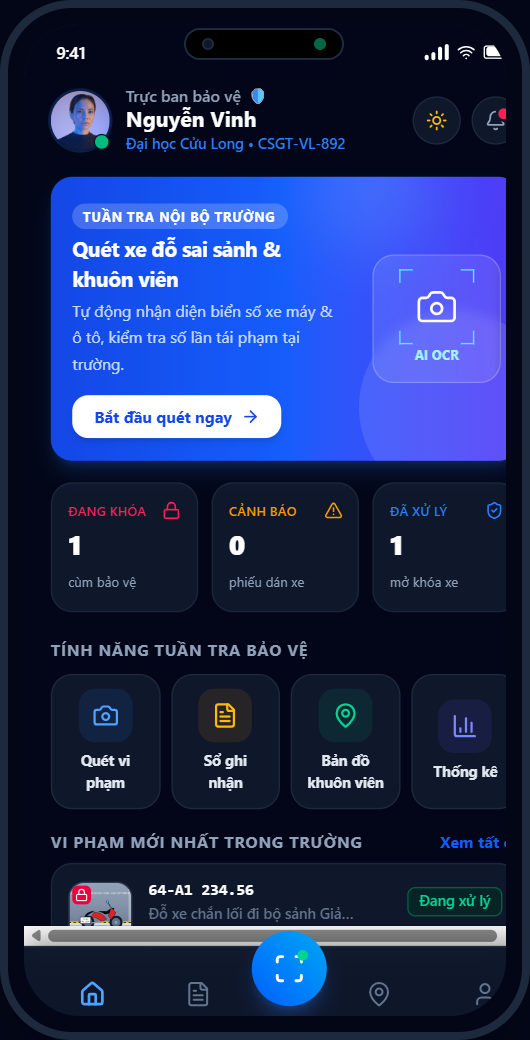 9:41
Trực ban bảo vệ
Nguyễn Vinh
Đại học Cửu Long • CSGT-VL-892
TUẦN TRA NỘI BỘ TRƯỜNG
Quét xe đỗ sai sảnh &
khuôn viên
Tự động nhận diện biển số xe máy &
ô tô, kiểm tra số lần tái phạm tại
trường.
AI OCR
Bắt đầu quét ngay
ĐANG KHÓA
1
cùm bảo vệ
CẢNH BÁO
0
phiếu dán xe
ĐÃ XỬ LÝ
1
mở khóa xe
TÍNH NĂNG TUẦN TRA BẢO VỆ
Quét vi
phạm
Sổ ghi
nhận
Bản đồ
khuôn viên
Thống kê
VI PHẠM MỚI NHẤT TRONG TRƯỜNG
Xem tất
64-A1 234.56
Đỗ xe chắn lối đi bộ sảnh Giả...
Đang xử lý